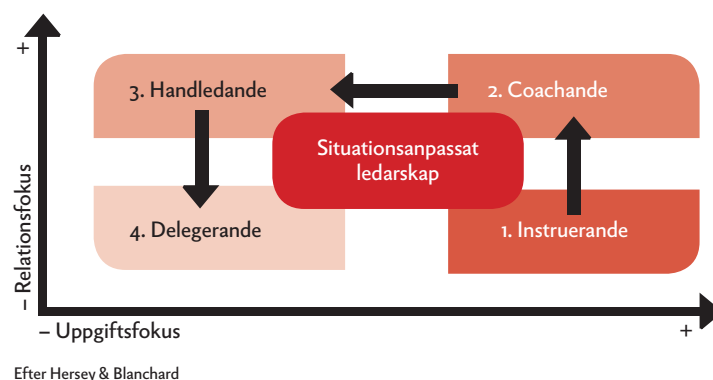 +
3. Handledande
2. Coachande
Situationsanpassat
ledarskap
4. Delegerande
1. Instruerande
– Relationsfokus
– Uppgiftsfokus
+
Efter Hersey & Blanchard